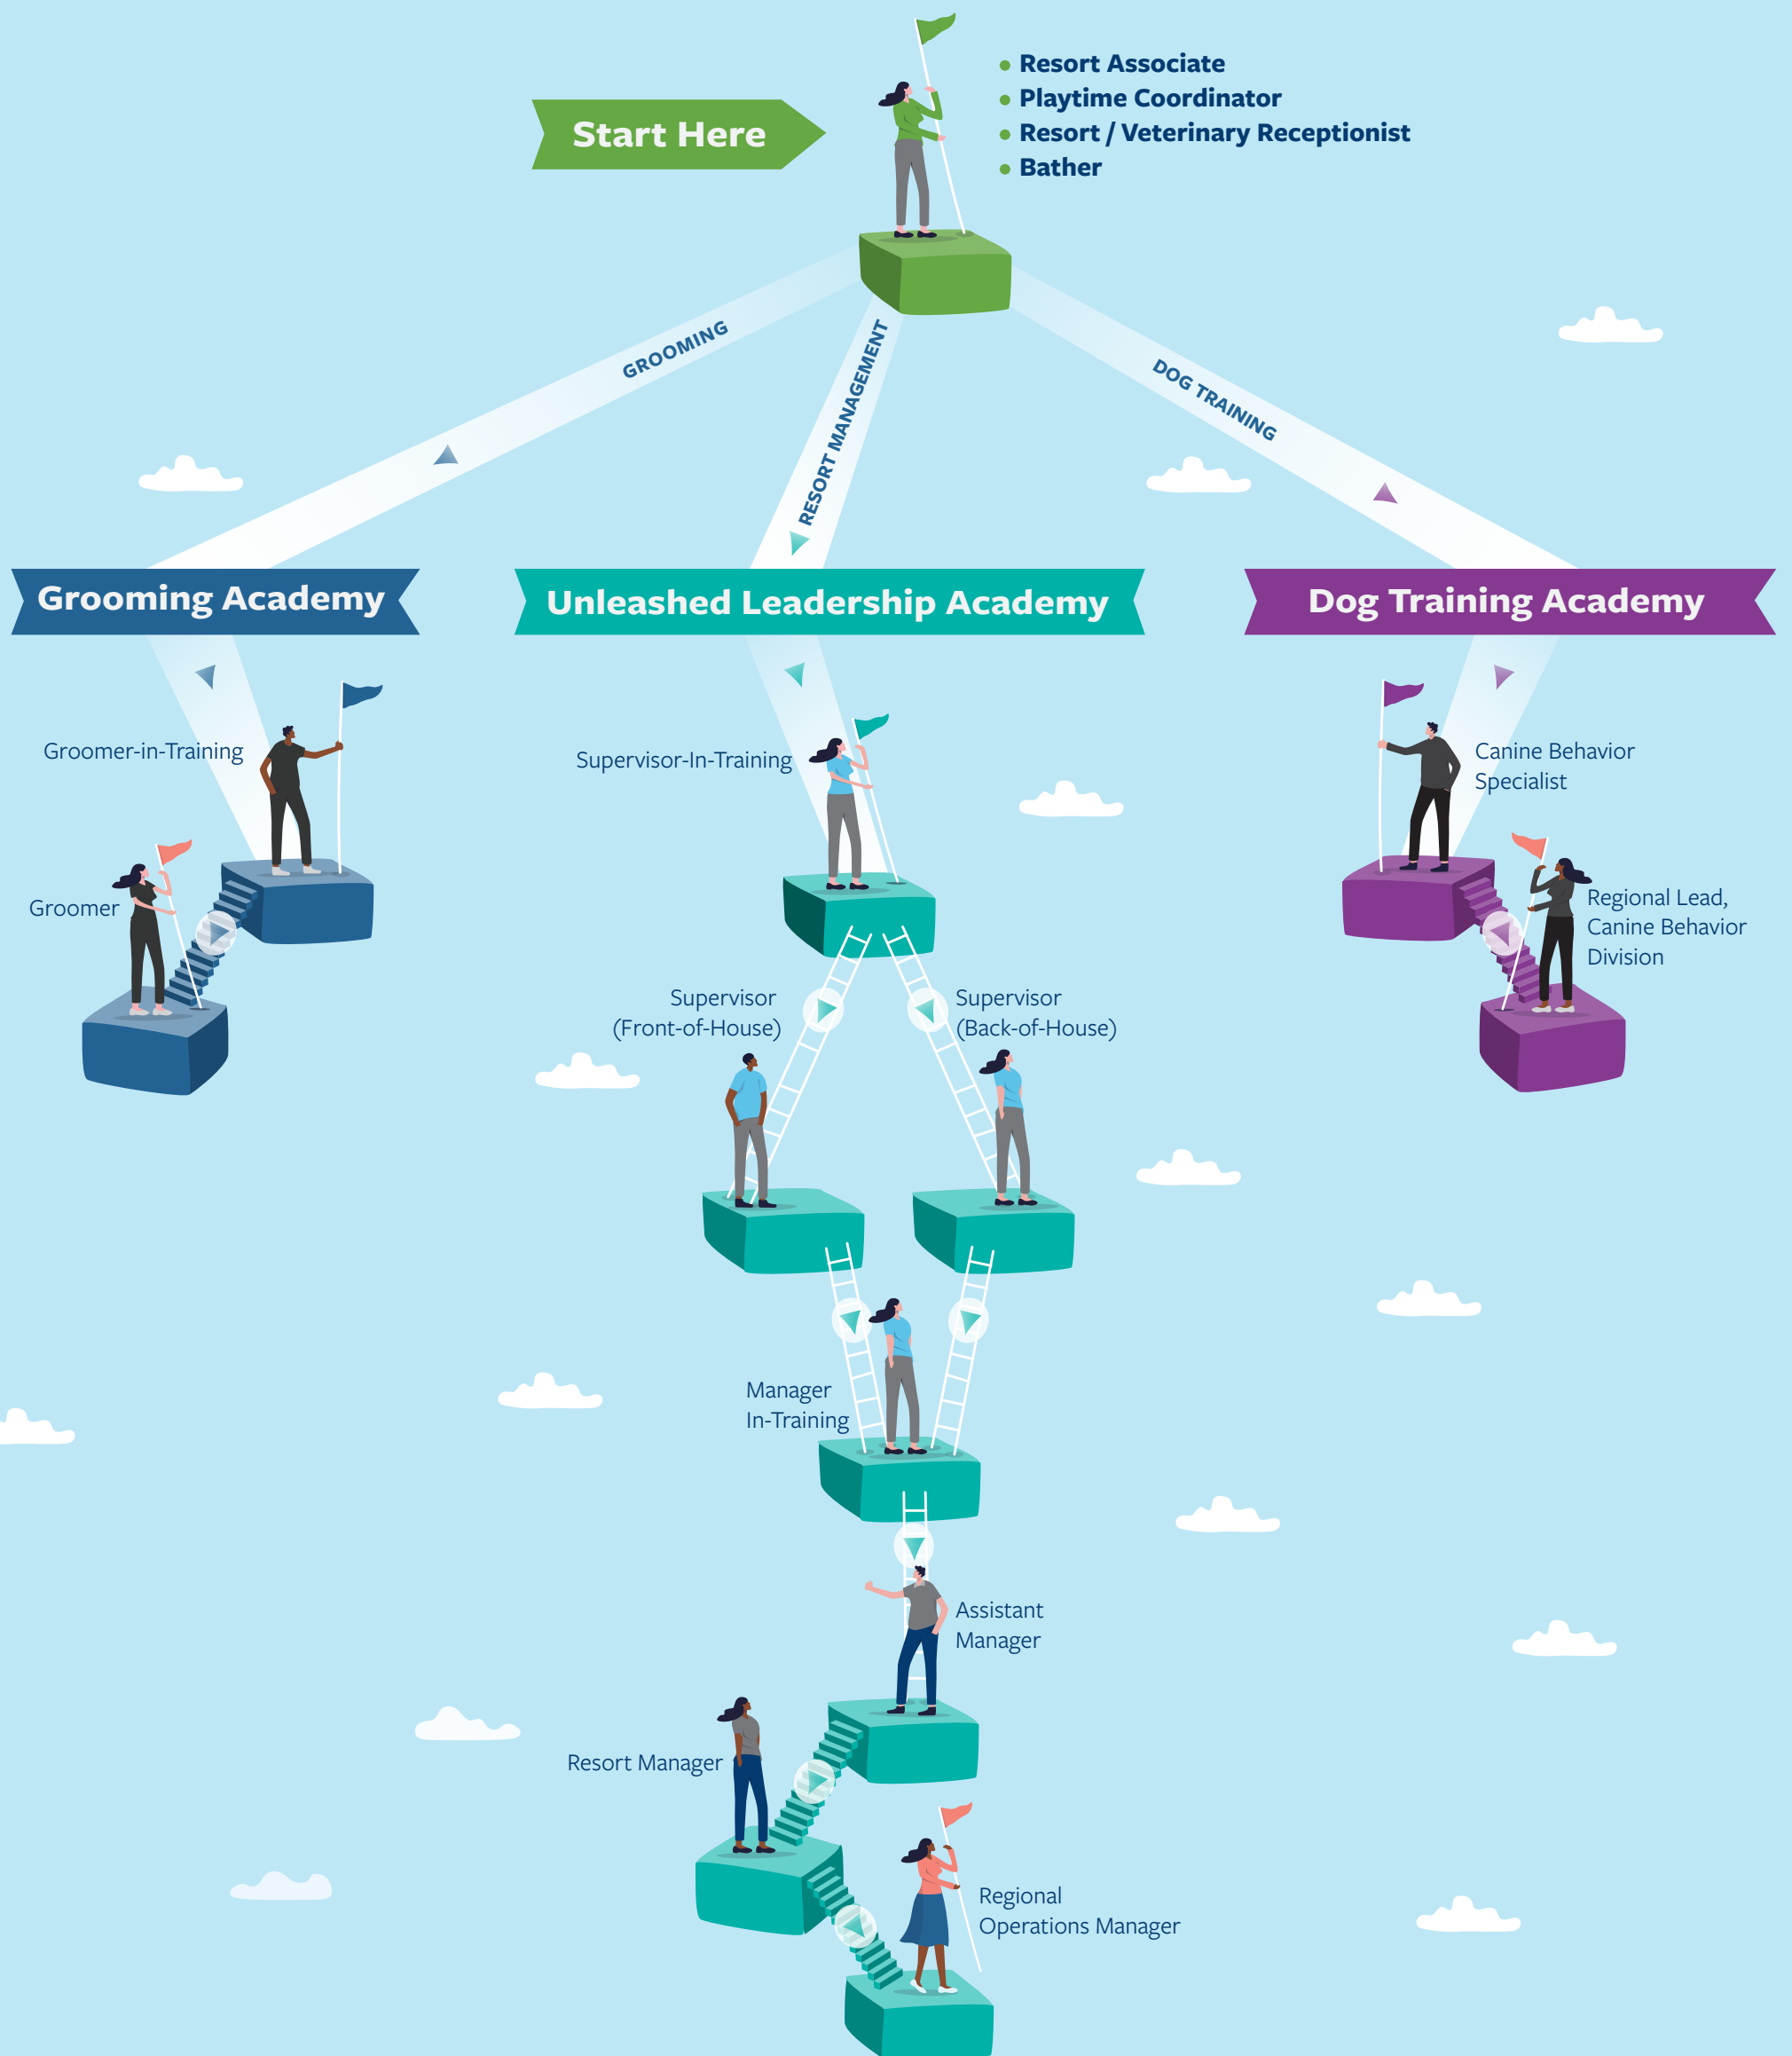 Start Here
Resort Associate
Playtime Coordinator
Resort / Veterinary Receptionist
Bather
GROOMING
RESORT MANAGEMENT
DOG TRAINING
Grooming Academy
Unleashed Leadership Academy
Dog Training Academy
Groomer-in-Training
Groomer
Supervisor-In-Training
Supervisor
(Front-of-House)
Supervisor
(Back-of-House)
Manager
In-Training
Assistant
Manager
Resort Manager
Regional
Operations Manager
Canine Behavior
Specialist
Regional Lead,
Canine Behavior
Division